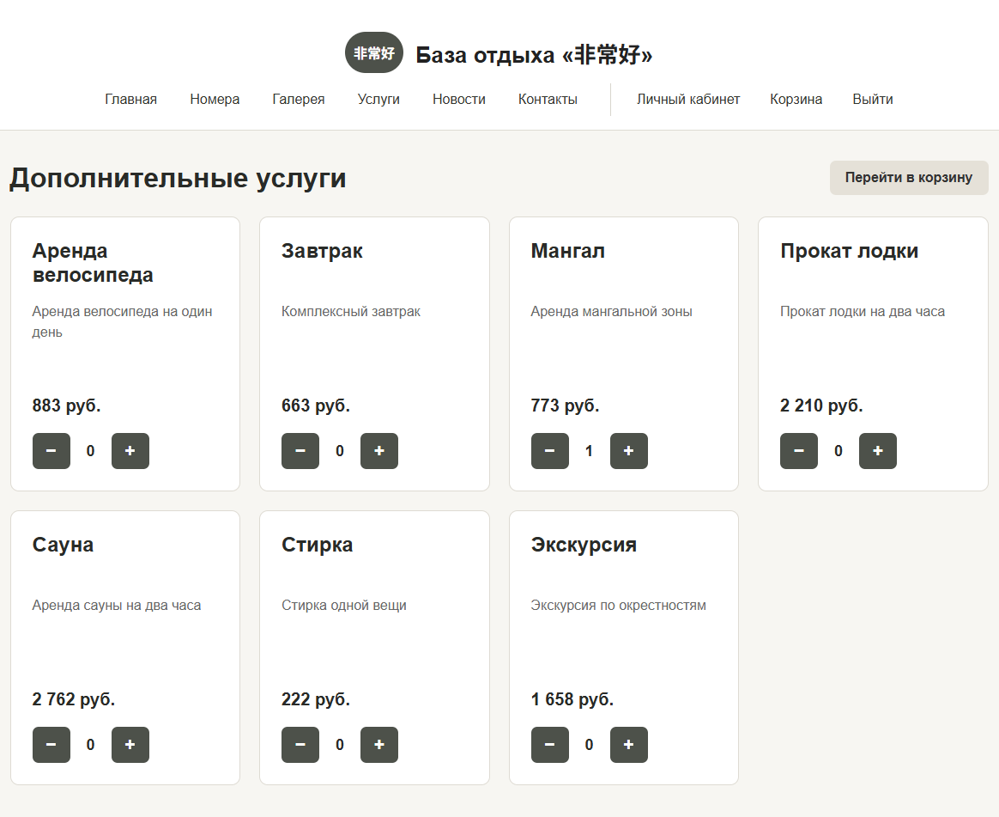 非常好
База отдыха «非常好»
Главная Номера Галерея Услуги Новости Контакты Личный кабинет Корзина Выйти
Дополнительные услуги
Перейти в корзину
Аренда
велосипеда
Аренда велосипеда на один
день
883 руб.
− 0 +
Завтрак
Комплексный завтрак
663 руб.
− 0 +
Мангал
Аренда мангальной зоны
773 руб.
− 1 +
Прокат лодки
Прокат лодки на два часа
2 210 руб.
− 0 +
Сауна
Аренда сауны на два часа
2 762 руб.
− 0 +
Стирка
Стирка одной вещи
222 руб.
− 0 +
Экскурсия
Экскурсия по окрестностям
1 658 руб.
− 0 +